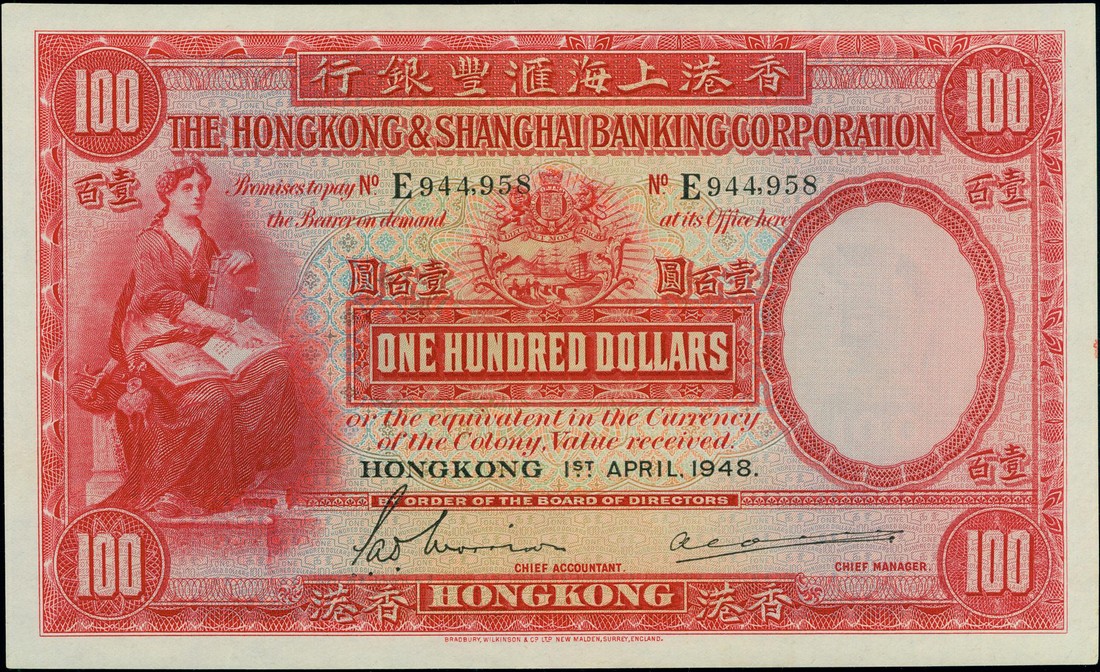 行銀豐滙海上港香
100 100
THE HONGKONG & SHANGHAI BANKING CORPORATION
百壹 百壹
Promises to pay Nº E 944,958 Nº E 944,958
the Bearer on demand at its Office here
圓百壹 圓百壹
ONE HUNDRED DOLLARS
or the equivalent in the Currency
of the Colony, Value received.
HONGKONG 1ST APRIL. 1948.
百壹
BY ORDER OF THE BOARD OF DIRECTORS
CHIEF ACCOUNTANT. CHIEF MANAGER.
100 100
港香 HONGKONG 港香
BRADBURY, WILKINSON & Cº LTD NEW MALDEN, SURREY, ENGLAND.